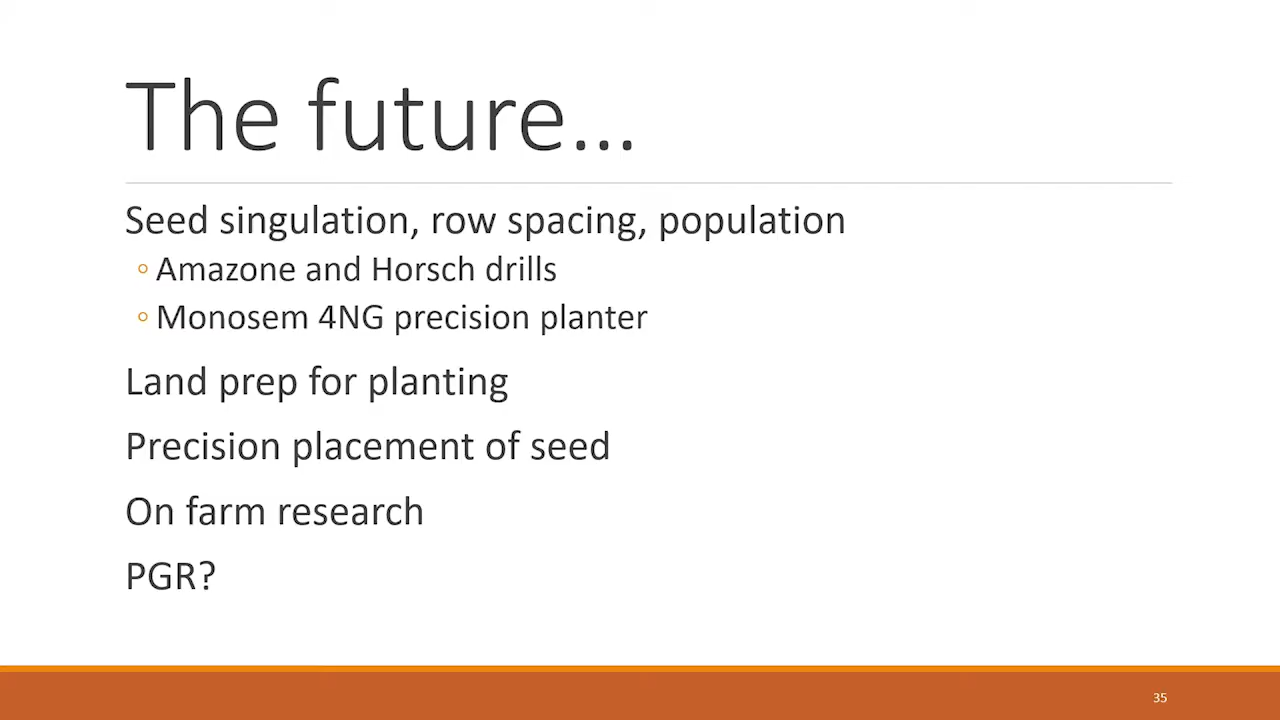 The future…
Seed singulation, row spacing, population
◦ Amazone and Horsch drills
◦ Monosem 4NG precision planter
Land prep for planting
Precision placement of seed
On farm research
PGR?
35